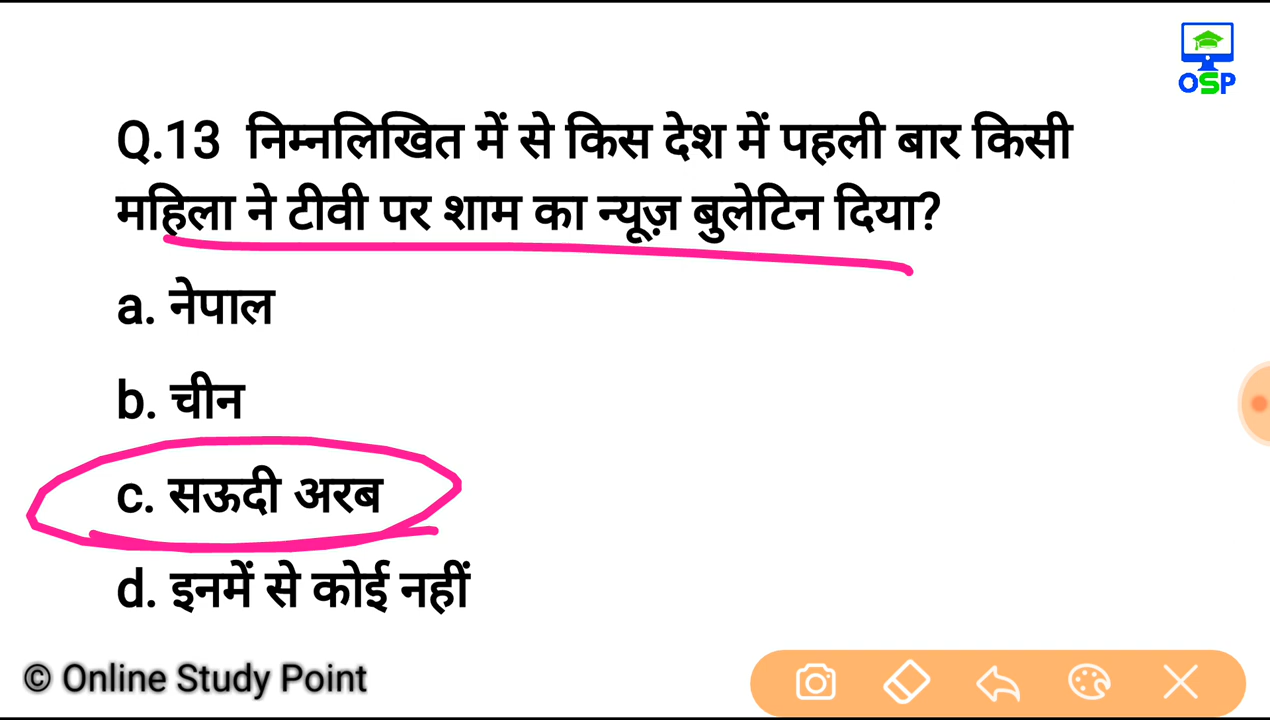 OSP
Q.13 निम्नलिखित में से किस देश में पहली बार किसी
महिला ने टीवी पर शाम का न्यूज़ बुलेटिन दिया?
a. नेपाल
b. चीन
c. सऊदी अरब
d. इनमें से कोई नहीं
© Online Study Point